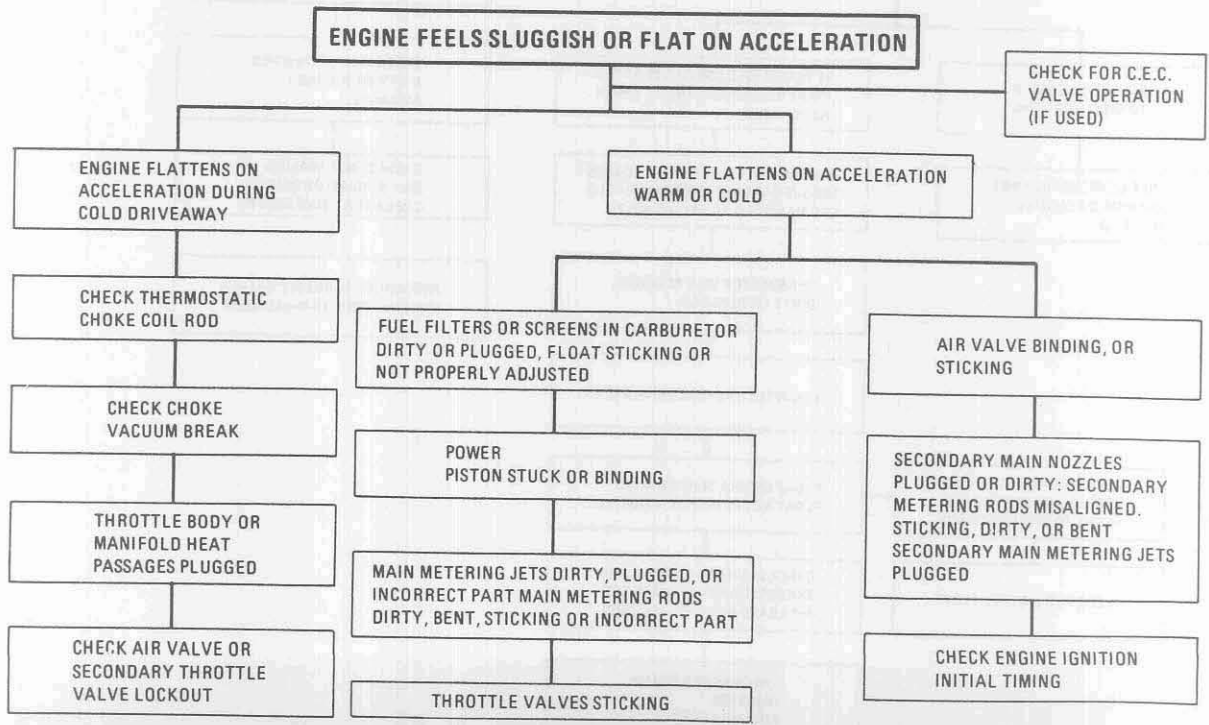 ENGINE FEELS SLUGGISH OR FLAT ON ACCELERATION
CHECK FOR C.E.C.
VALVE OPERATION
(IF USED)
ENGINE FLATTENS ON
ACCELERATION DURING
COLD DRIVEAWAY
CHECK THERMOSTATIC
CHOKE COIL ROD
CHECK CHOKE
VACUUM BREAK
THROTTLE BODY OR
MANIFOLD HEAT
PASSAGES PLUGGED
CHECK AIR VALVE OR
SECONDARY THROTTLE
VALVE LOCKOUT
ENGINE FLATTENS ON ACCELERATION
WARM OR COLD
FUEL FILTERS OR SCREENS IN CARBURETOR
DIRTY OR PLUGGED, FLOAT STICKING OR
NOT PROPERLY ADJUSTED
POWER
PISTON STUCK OR BINDING
MAIN METERING JETS DIRTY, PLUGGED, OR
INCORRECT PART MAIN METERING RODS
DIRTY, BENT, STICKING OR INCORRECT PART
THROTTLE VALVES STICKING
AIR VALVE BINDING, OR
STICKING
SECONDARY MAIN NOZZLES
PLUGGED OR DIRTY: SECONDARY
METERING RODS MISALIGNED.
STICKING, DIRTY, OR BENT
SECONDARY MAIN METERING JETS
PLUGGED
CHECK ENGINE IGNITION
INITIAL TIMING